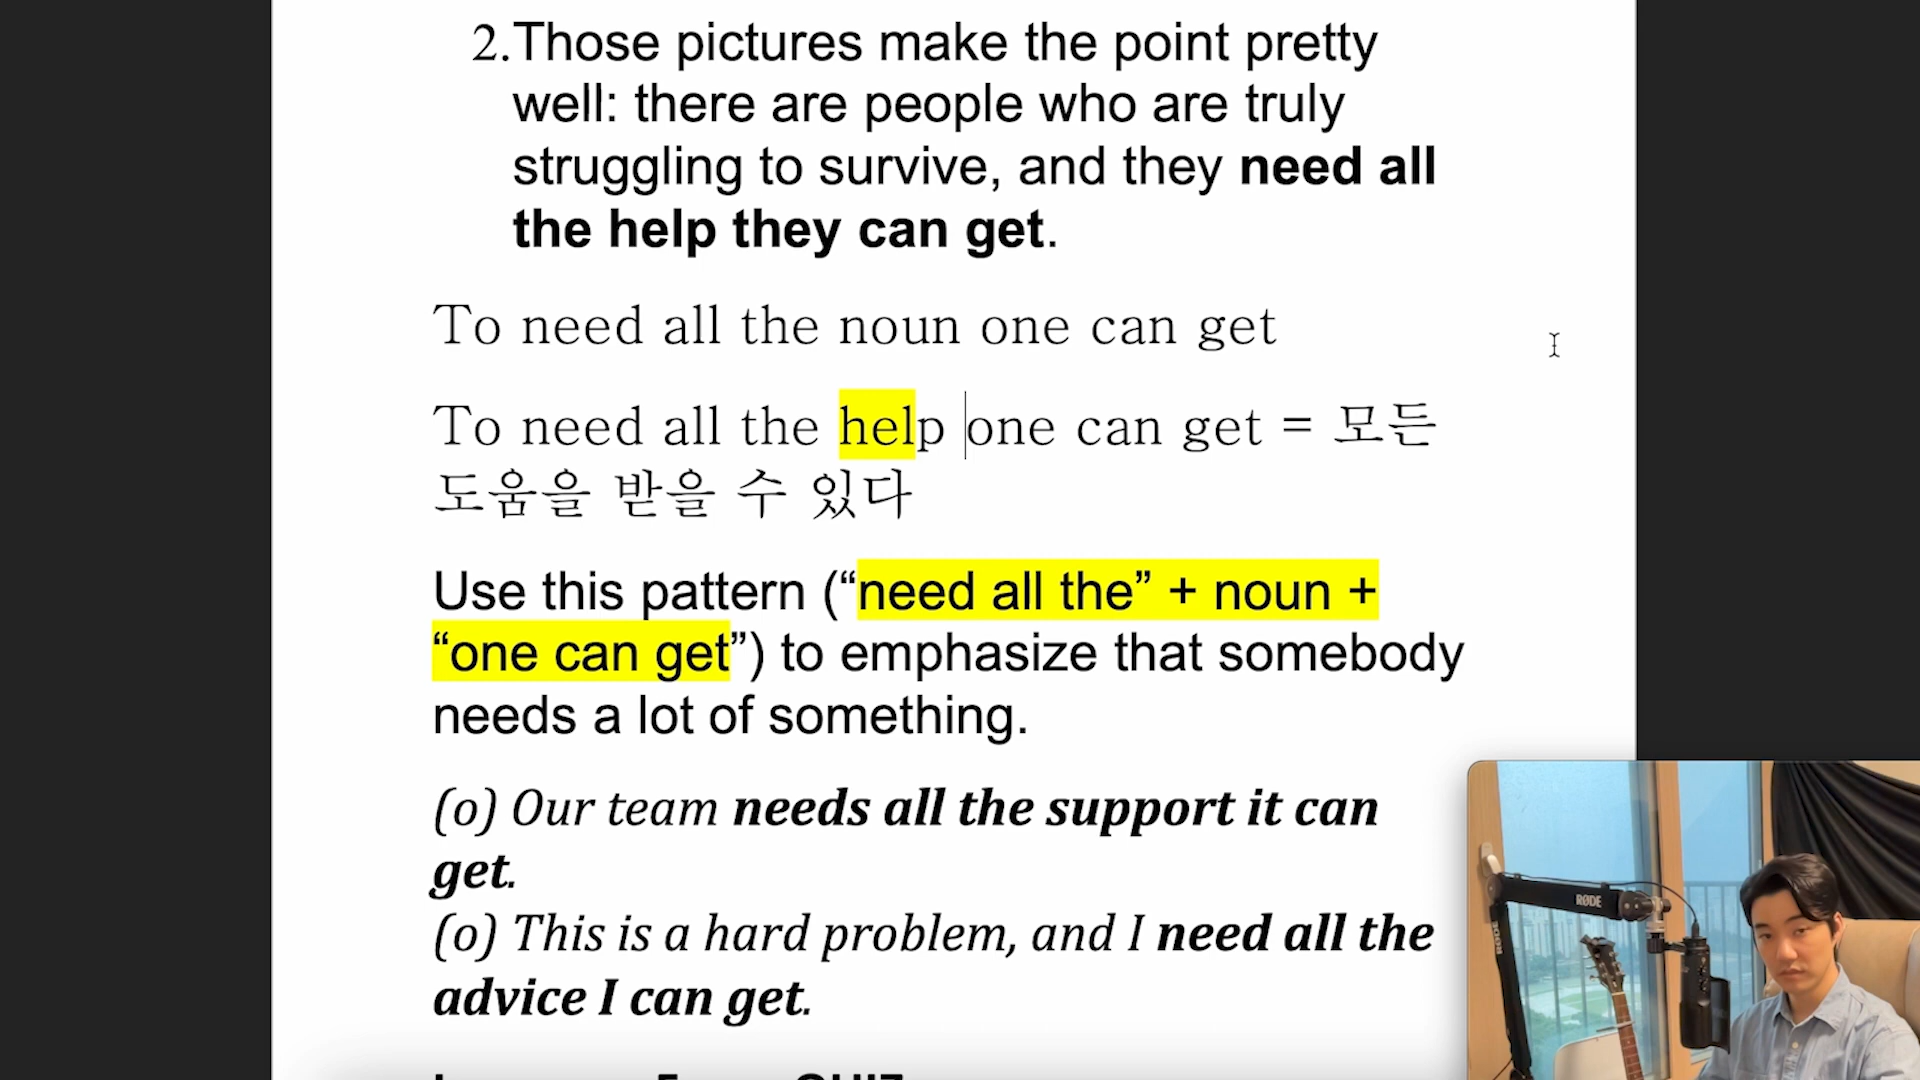 2.Those pictures make the point pretty
well: there are people who are truly
struggling to survive, and they need all
the help they can get.
To need all the noun one can get
To need all the help one can get = 모든
도움을 받을 수 있다
Use this pattern (“need all the” + noun +
“one can get”) to emphasize that somebody
needs a lot of something.
(o) Our team needs all the support it can
get.
(o) This is a hard problem, and I need all the
advice I can get.
RØDE
RØDE